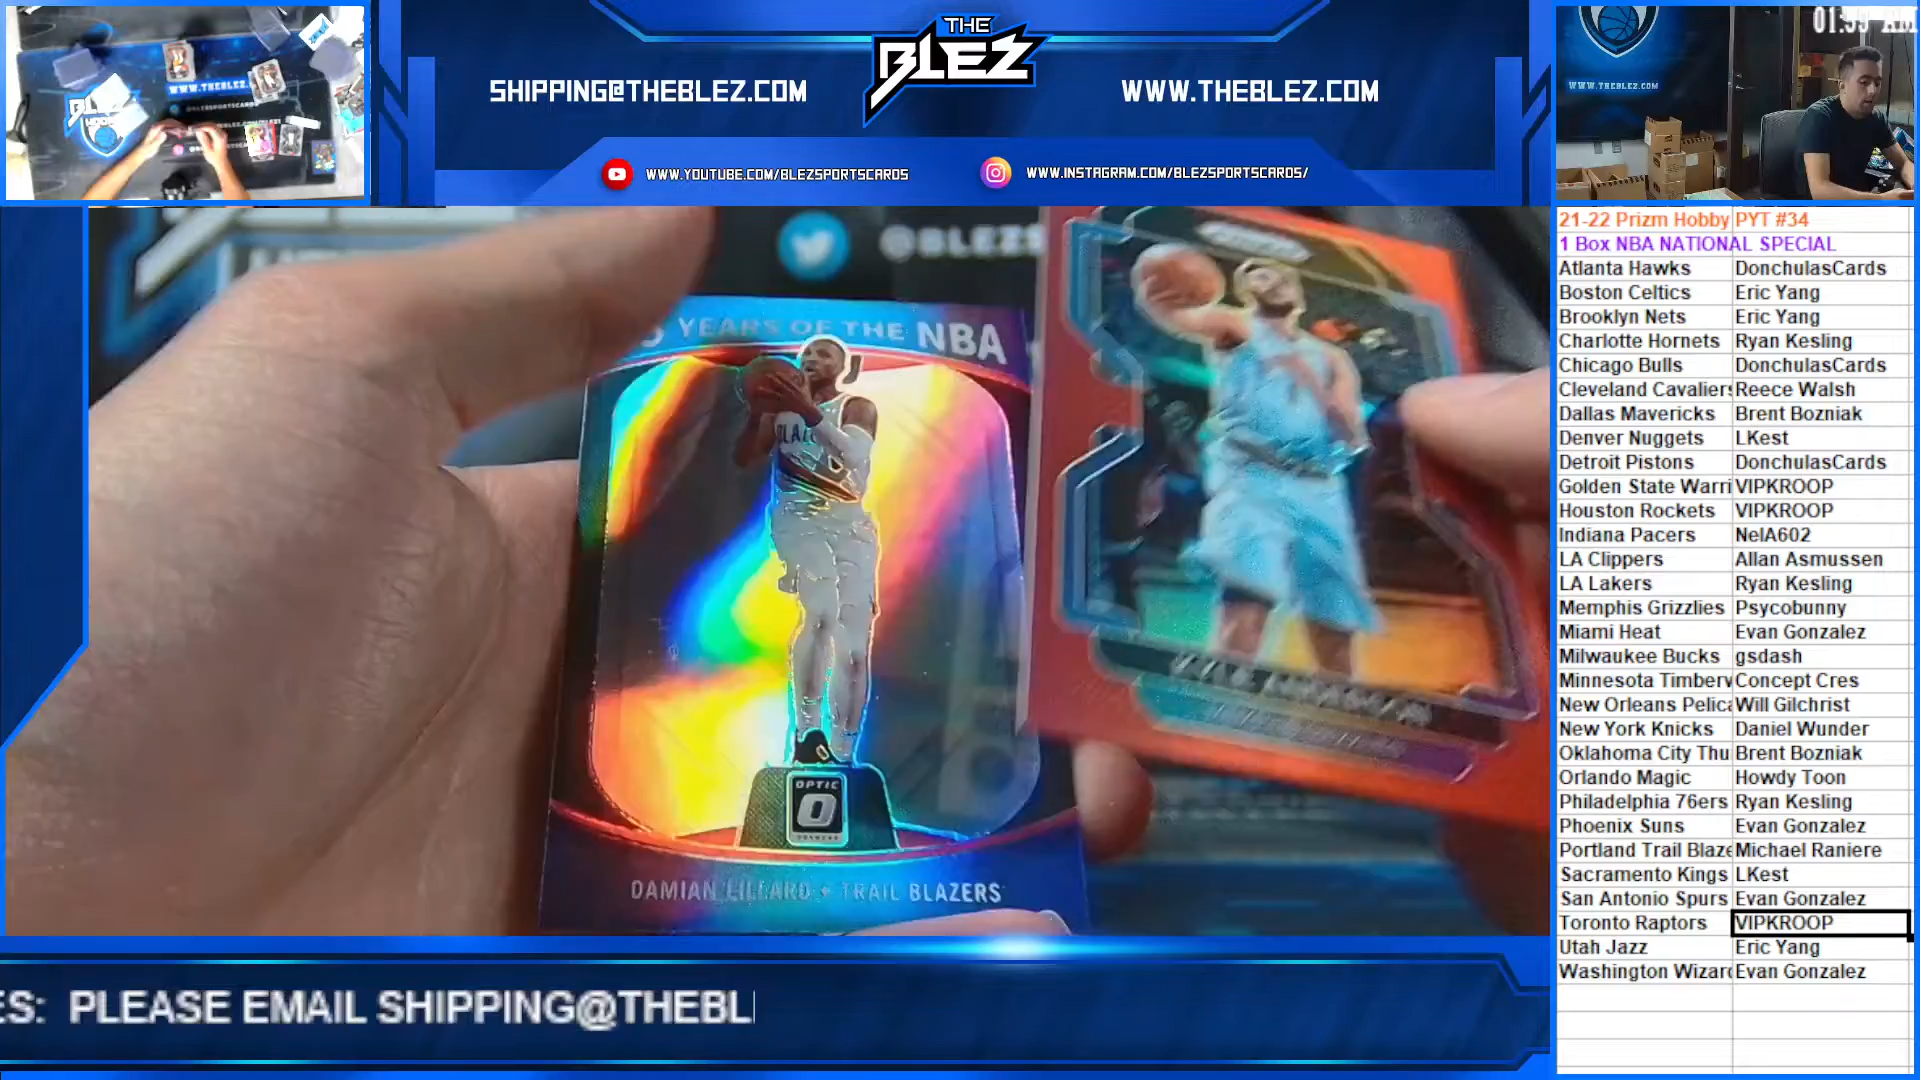 THE
BLEZ
SHIPPING@THEBLEZ.COM
WWW.THEBLEZ.COM
WWW.YOUTUBE.COM/BLEZSPORTSCARDS
WWW.INSTAGRAM.COM/BLEZSPORTSCARDS/
WWW.THEBLEZ.COM
@BLEZS
YEARS OF THE NBA
OPTIC
DAMIAN LILLARD • TRAIL BLAZERS
21-22 Prizm Hobby PYT #34
1 Box NBA NATIONAL SPECIAL
Atlanta Hawks DonchulasCards
Boston Celtics Eric Yang
Brooklyn Nets Eric Yang
Charlotte Hornets Ryan Kesling
Chicago Bulls DonchulasCards
Cleveland Cavaliers Reece Walsh
Dallas Mavericks Brent Bozniak
Denver Nuggets LKest
Detroit Pistons DonchulasCards
Golden State Warri VIPKROOP
Houston Rockets VIPKROOP
Indiana Pacers NelA602
LA Clippers Allan Asmussen
LA Lakers Ryan Kesling
Memphis Grizzlies Psycobunny
Miami Heat Evan Gonzalez
Milwaukee Bucks gsdash
Minnesota Timberv Concept Cres
New Orleans Pelica Will Gilchrist
New York Knicks Daniel Wunder
Oklahoma City Thu Brent Bozniak
Orlando Magic Howdy Toon
Philadelphia 76ers Ryan Kesling
Phoenix Suns Evan Gonzalez
Portland Trail Blaze Michael Raniere
Sacramento Kings LKest
San Antonio Spurs Evan Gonzalez
Toronto Raptors VIPKROOP
Utah Jazz Eric Yang
Washington Wizard Evan Gonzalez
ES: PLEASE EMAIL SHIPPING@THEBL